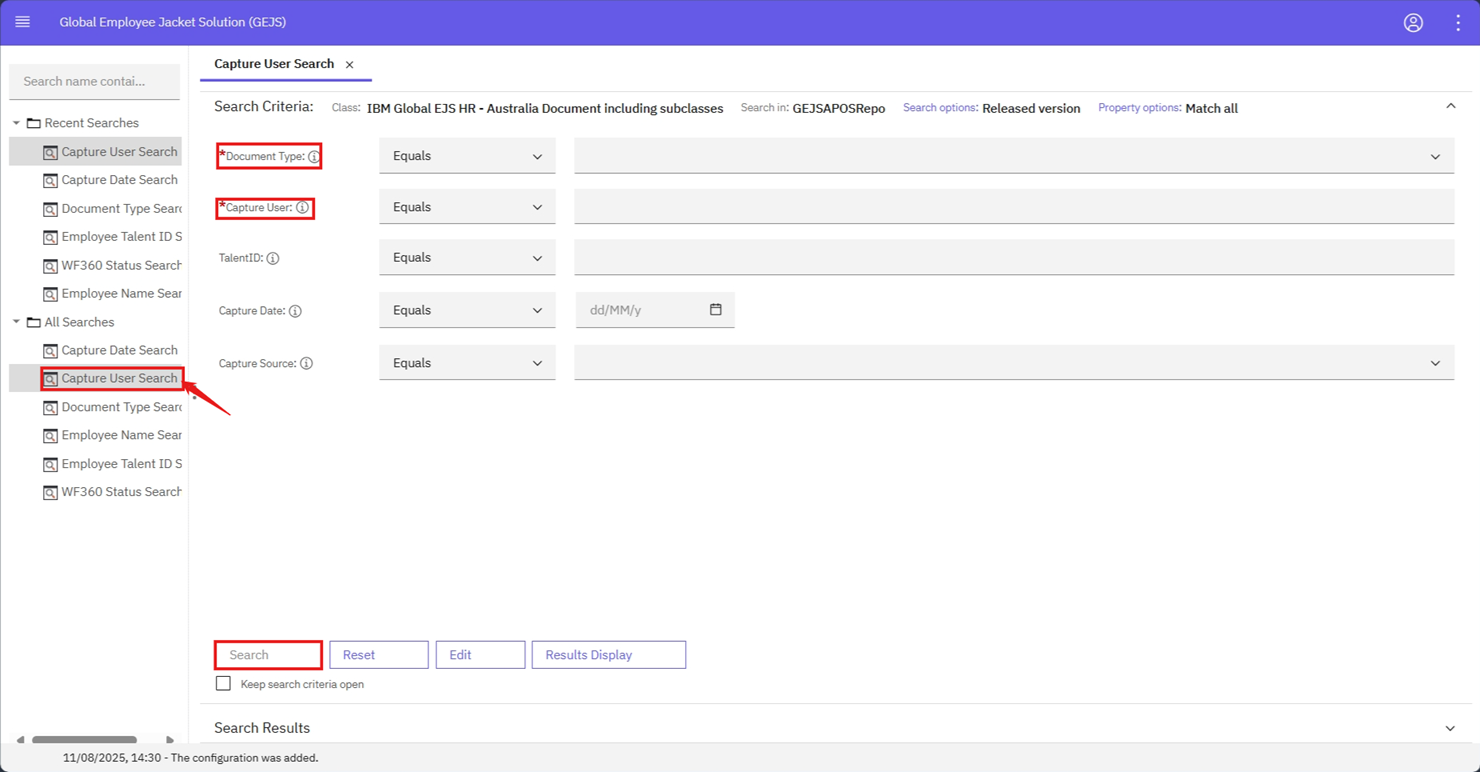 Global Employee Jacket Solution (GEJS)
Search name contai...
Recent Searches
Capture User Search
Capture Date Search
Document Type Searc
Employee Talent ID S
WF360 Status Search
Employee Name Sear
All Searches
Capture Date Search
Capture User Search
Document Type Searc
Employee Name Sear
Employee Talent ID S
WF360 Status Search
Capture User Search
Search Criteria: Class: IBM Global EJS HR - Australia Document including subclasses Search in: GEJSAPOSRepo Search options: Released version Property options: Match all
*Document Type: Equals
*Capture User: Equals
TalentID: Equals
Capture Date: Equals dd/MM/y
Capture Source: Equals
Search Reset Edit Results Display
Keep search criteria open
Search Results
11/08/2025, 14:30 - The configuration was added.